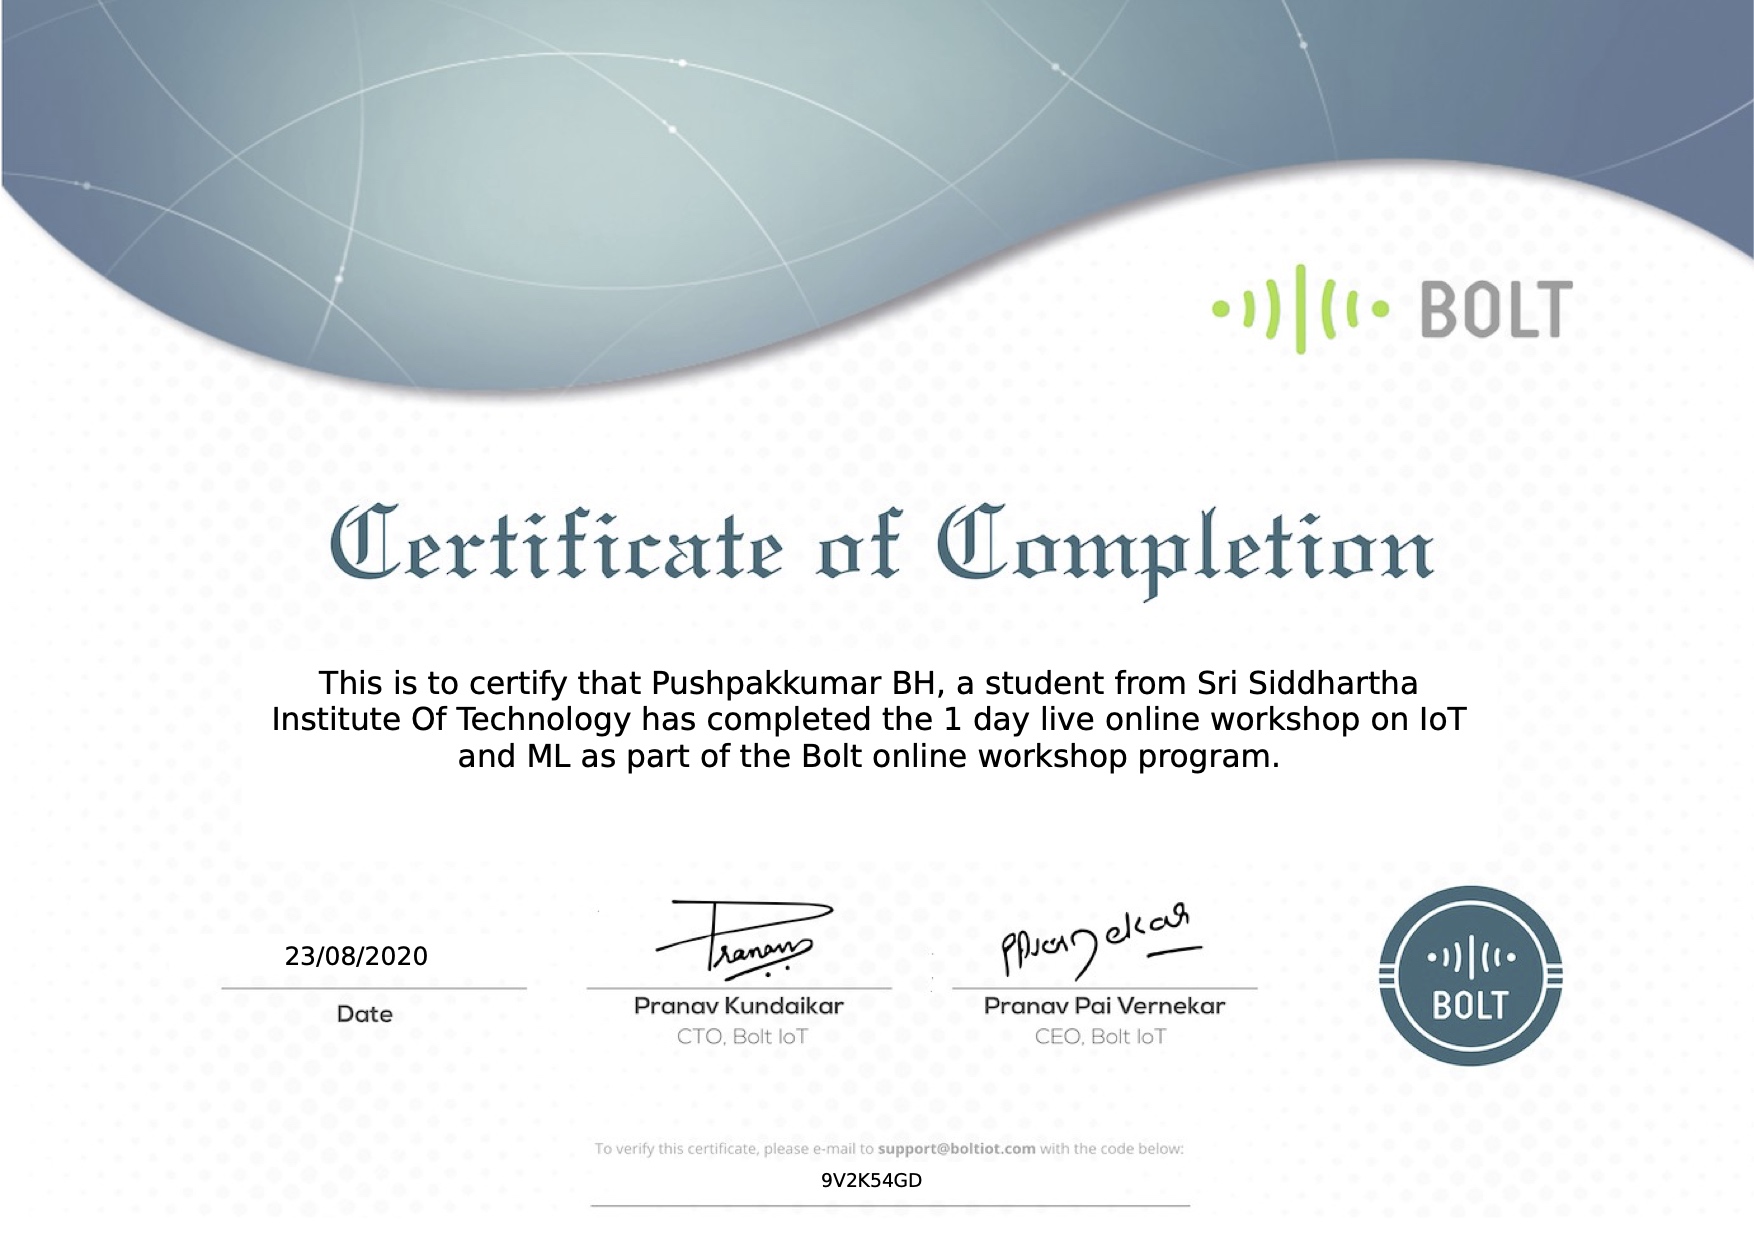 BOLT
Certificate of Completion
This is to certify that Pushpakkumar BH, a student from Sri Siddhartha
Institute Of Technology has completed the 1 day live online workshop on IoT
and ML as part of the Bolt online workshop program.
23/08/2020
Date
Pranav
Pranav Kundaikar
CTO, Bolt IoT
Pranav Pai Vernekar
CEO, Bolt IoT
BOLT
To verify this certificate, please e-mail to support@boltiot.com with the code below:
9V2K54GD